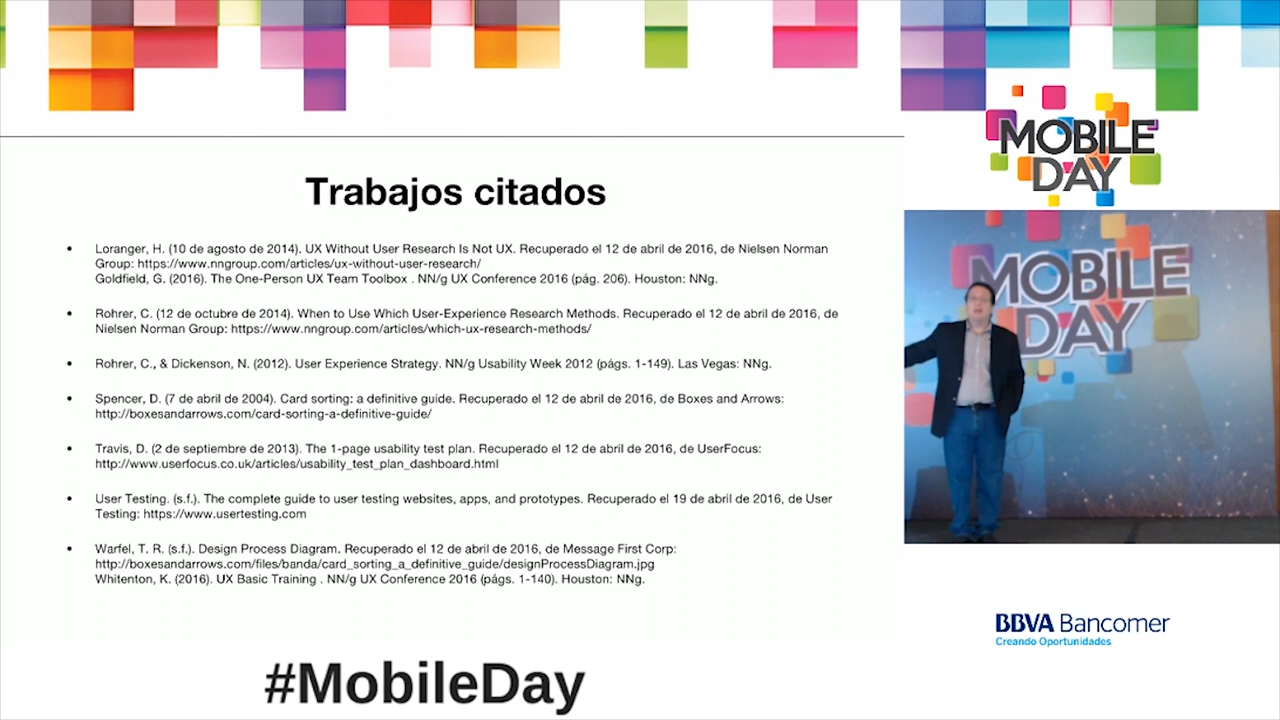 Trabajos citados
• Loranger, H. (10 de agosto de 2014). UX Without User Research Is Not UX. Recuperado el 12 de abril de 2016, de Nielsen Norman
Group: https://www.nngroup.com/articles/ux-without-user-research/
Goldfield, G. (2016). The One-Person UX Team Toolbox . NN/g UX Conference 2016 (pág. 206). Houston: NNg.
• Rohrer, C. (12 de octubre de 2014). When to Use Which User-Experience Research Methods. Recuperado el 12 de abril de 2016, de
Nielsen Norman Group: https://www.nngroup.com/articles/which-ux-research-methods/
• Rohrer, C., & Dickenson, N. (2012). User Experience Strategy. NN/g Usability Week 2012 (págs. 1-149). Las Vegas: NNg.
• Spencer, D. (7 de abril de 2004). Card sorting: a definitive guide. Recuperado el 12 de abril de 2016, de Boxes and Arrows:
http://boxesandarrows.com/card-sorting-a-definitive-guide/
• Travis, D. (2 de septiembre de 2013). The 1-page usability test plan. Recuperado el 12 de abril de 2016, de UserFocus:
http://www.userfocus.co.uk/articles/usability_test_plan_dashboard.html
• User Testing. (s.f.). The complete guide to user testing websites, apps, and prototypes. Recuperado el 19 de abril de 2016, de User
Testing: https://www.usertesting.com
• Warfel, T. R. (s.f.). Design Process Diagram. Recuperado el 12 de abril de 2016, de Message First Corp:
http://boxesandarrows.com/files/banda/card_sorting_a_definitive_guide/designProcessDiagram.jpg
Whitenton, K. (2016). UX Basic Training . NN/g UX Conference 2016 (págs. 1-140). Houston: NNg.
#MobileDay
MOBILE
DAY
MOBILE
DAY
BBVA Bancomer
Creando Oportunidades